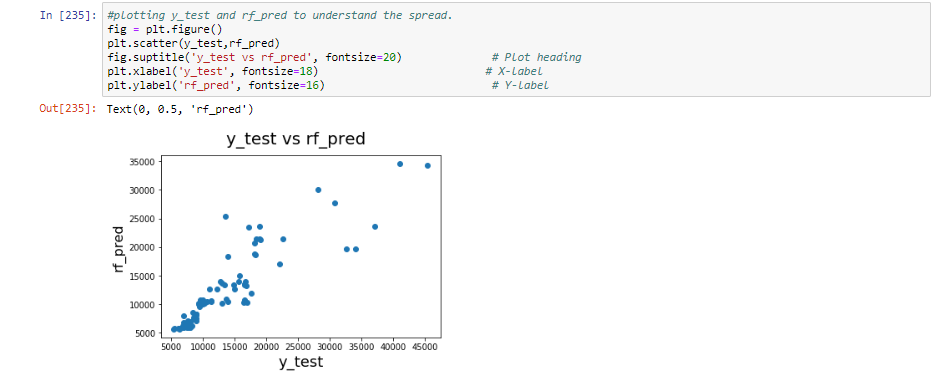 In [235]: #plotting y_test and rf_pred to understand the spread.
fig = plt.figure()
plt.scatter(y_test,rf_pred)
fig.suptitle('y_test vs rf_pred', fontsize=20) # Plot heading
plt.xlabel('y_test', fontsize=18) # X-label
plt.ylabel('rf_pred', fontsize=16) # Y-label
Out[235]: Text(0, 0.5, 'rf_pred')
y_test vs rf_pred
35000
30000
25000
20000
15000
10000
5000
rf_pred
5000 10000 15000 20000 25000 30000 35000 40000 45000
y_test